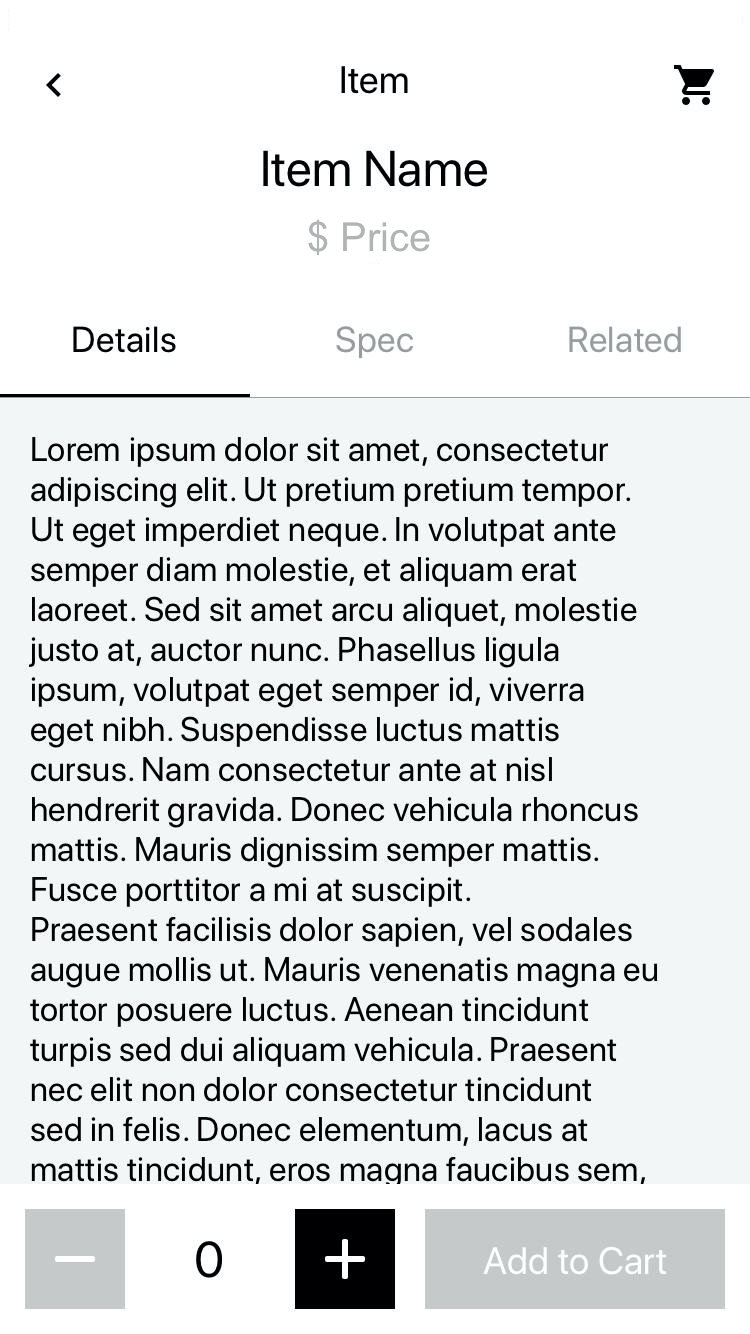 Item
Item Name
$ Price
Details Spec Related
Lorem ipsum dolor sit amet, consectetur
adipiscing elit. Ut pretium pretium tempor.
Ut eget imperdiet neque. In volutpat ante
semper diam molestie, et aliquam erat
laoreet. Sed sit amet arcu aliquet, molestie
justo at, auctor nunc. Phasellus ligula
ipsum, volutpat eget semper id, viverra
eget nibh. Suspendisse luctus mattis
cursus. Nam consectetur ante at nisl
hendrerit gravida. Donec vehicula rhoncus
mattis. Mauris dignissim semper mattis.
Fusce porttitor a mi at suscipit.
Praesent facilisis dolor sapien, vel sodales
augue mollis ut. Mauris venenatis magna eu
tortor posuere luctus. Aenean tincidunt
turpis sed dui aliquam vehicula. Praesent
nec elit non dolor consectetur tincidunt
sed in felis. Donec elementum, lacus at
mattis tincidunt, eros magna faucibus sem,
0 Add to Cart